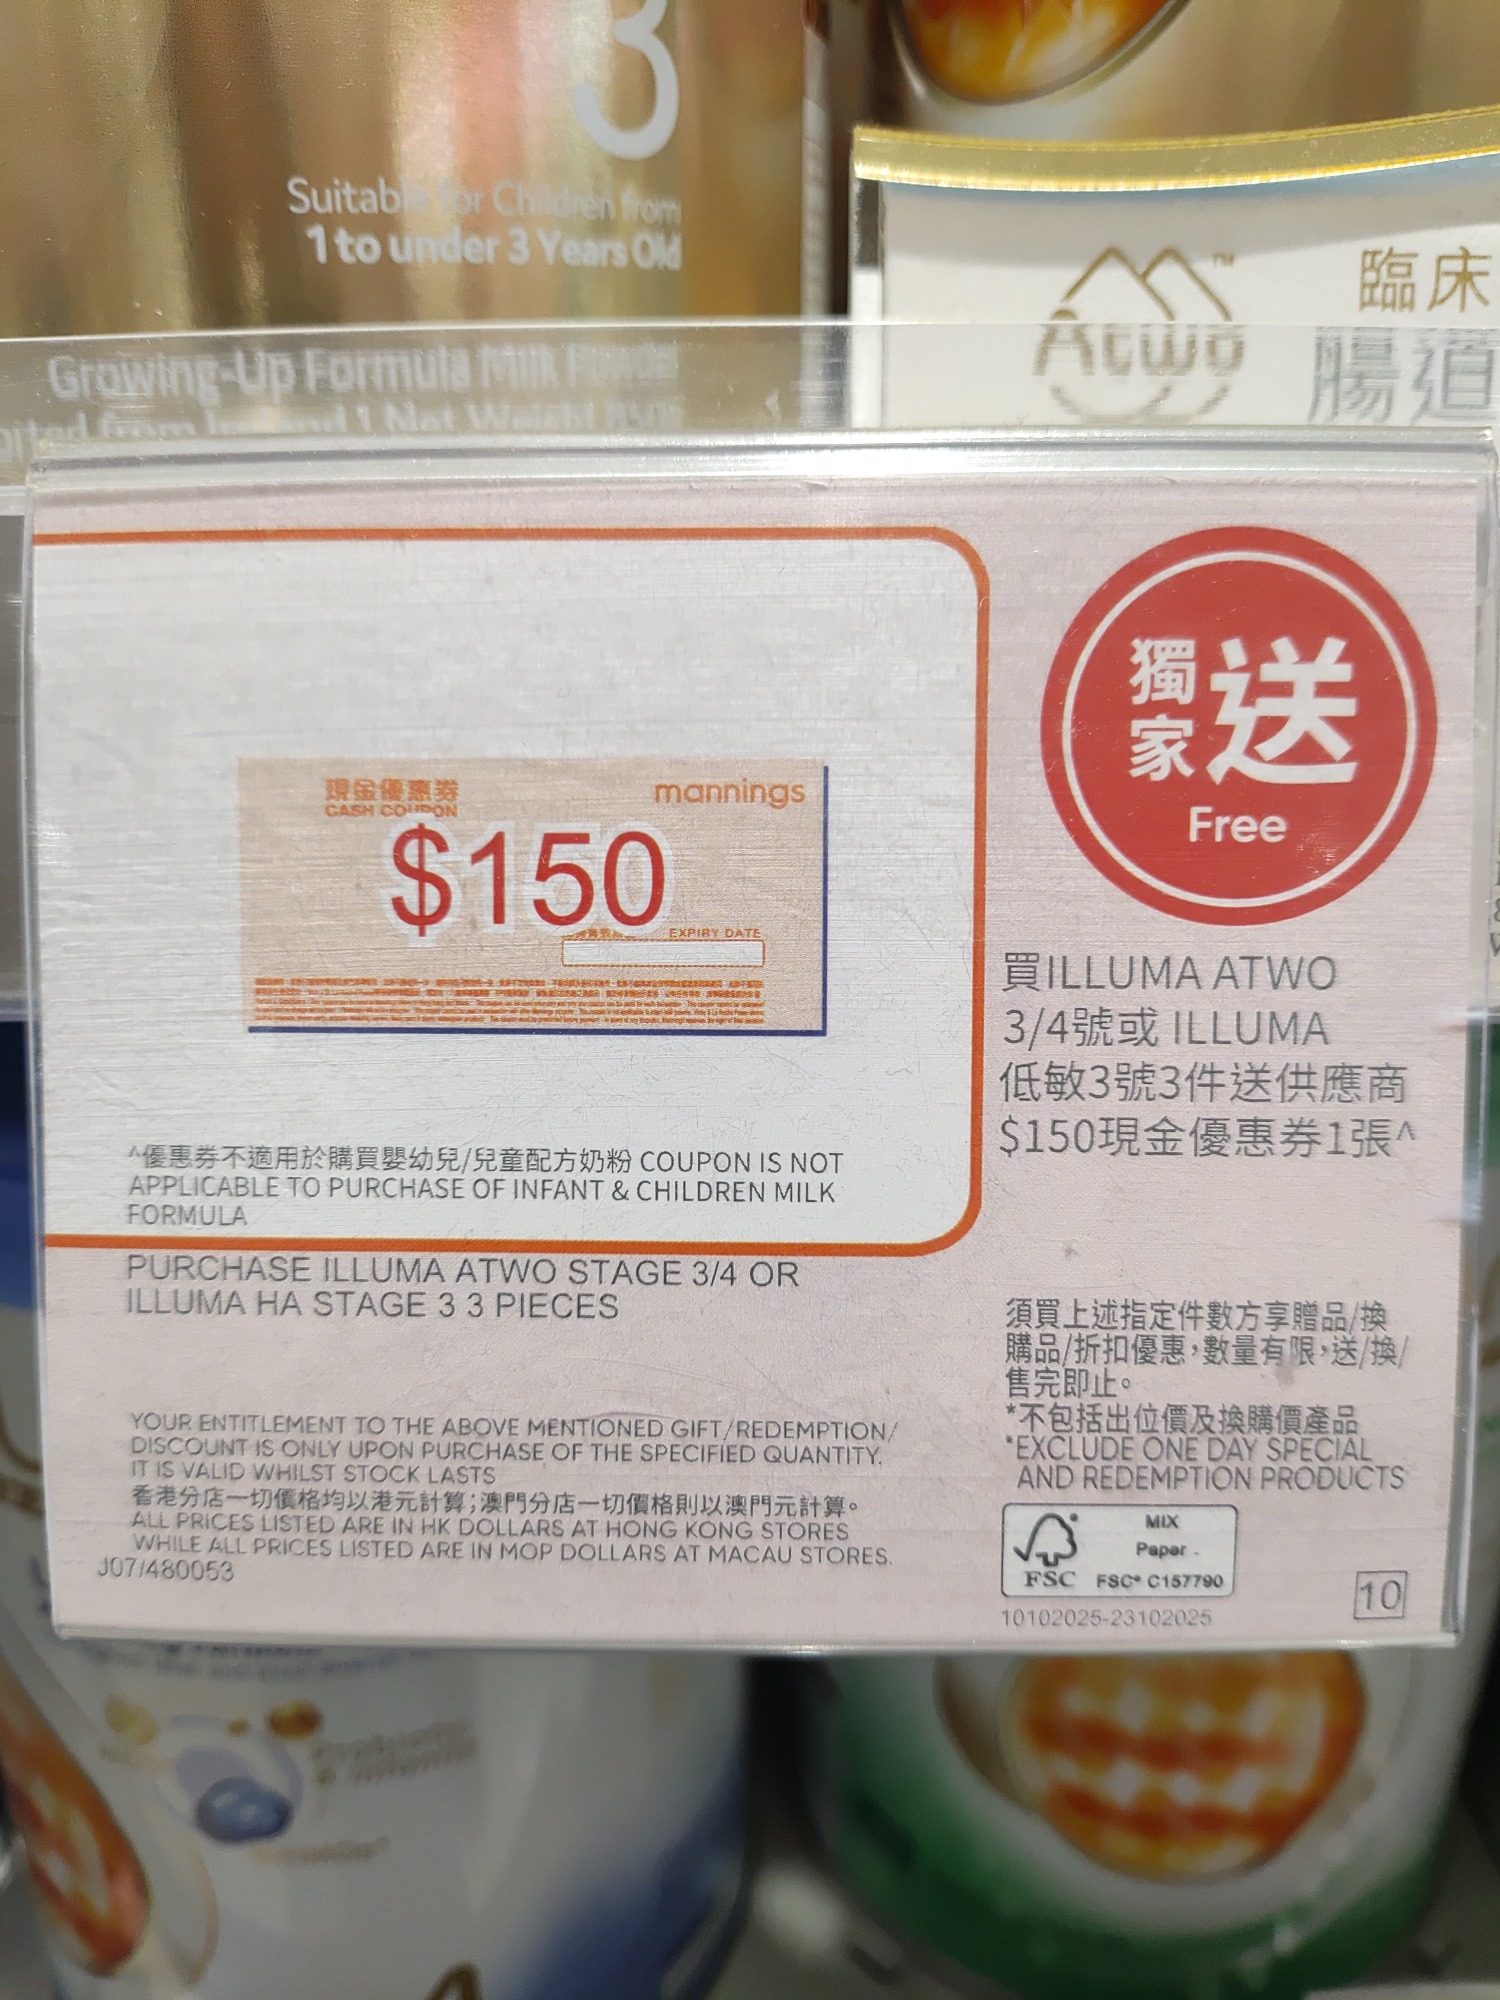 3
Suitable for Children from
1 to under 3 Years Old
Growing-Up Formula Milk
Net Weight
Atwo™
臨床
腸道
現金優惠券
CASH COUPON
mannings
$150
EXPIRY DATE
獨家送
Free
買ILLUMA ATWO
3/4號或 ILLUMA
低敏3號3件送供應商
$150現金優惠券1張^
^優惠券不適用於購買嬰幼兒/兒童配方奶粉 COUPON IS NOT
APPLICABLE TO PURCHASE OF INFANT & CHILDREN MILK
FORMULA
PURCHASE ILLUMA ATWO STAGE 3/4 OR
ILLUMA HA STAGE 3 3 PIECES
須買上述指定件數方享贈品/換
購品/折扣優惠，數量有限，送/換/
售完即止。
*不包括出位價及換購價產品
*EXCLUDE ONE DAY SPECIAL
AND REDEMPTION PRODUCTS
YOUR ENTITLEMENT TO THE ABOVE MENTIONED GIFT/REDEMPTION/
DISCOUNT IS ONLY UPON PURCHASE OF THE SPECIFIED QUANTITY.
IT IS VALID WHILST STOCK LASTS
香港分店一切價格均以港元計算；澳門分店一切價格則以澳門元計算。
ALL PRICES LISTED ARE IN HK DOLLARS AT HONG KONG STORES
WHILE ALL PRICES LISTED ARE IN MOP DOLLARS AT MACAU STORES.
J07/480053
MIX
Paper
FSC
FSC® C157790
10102025-23102025
10